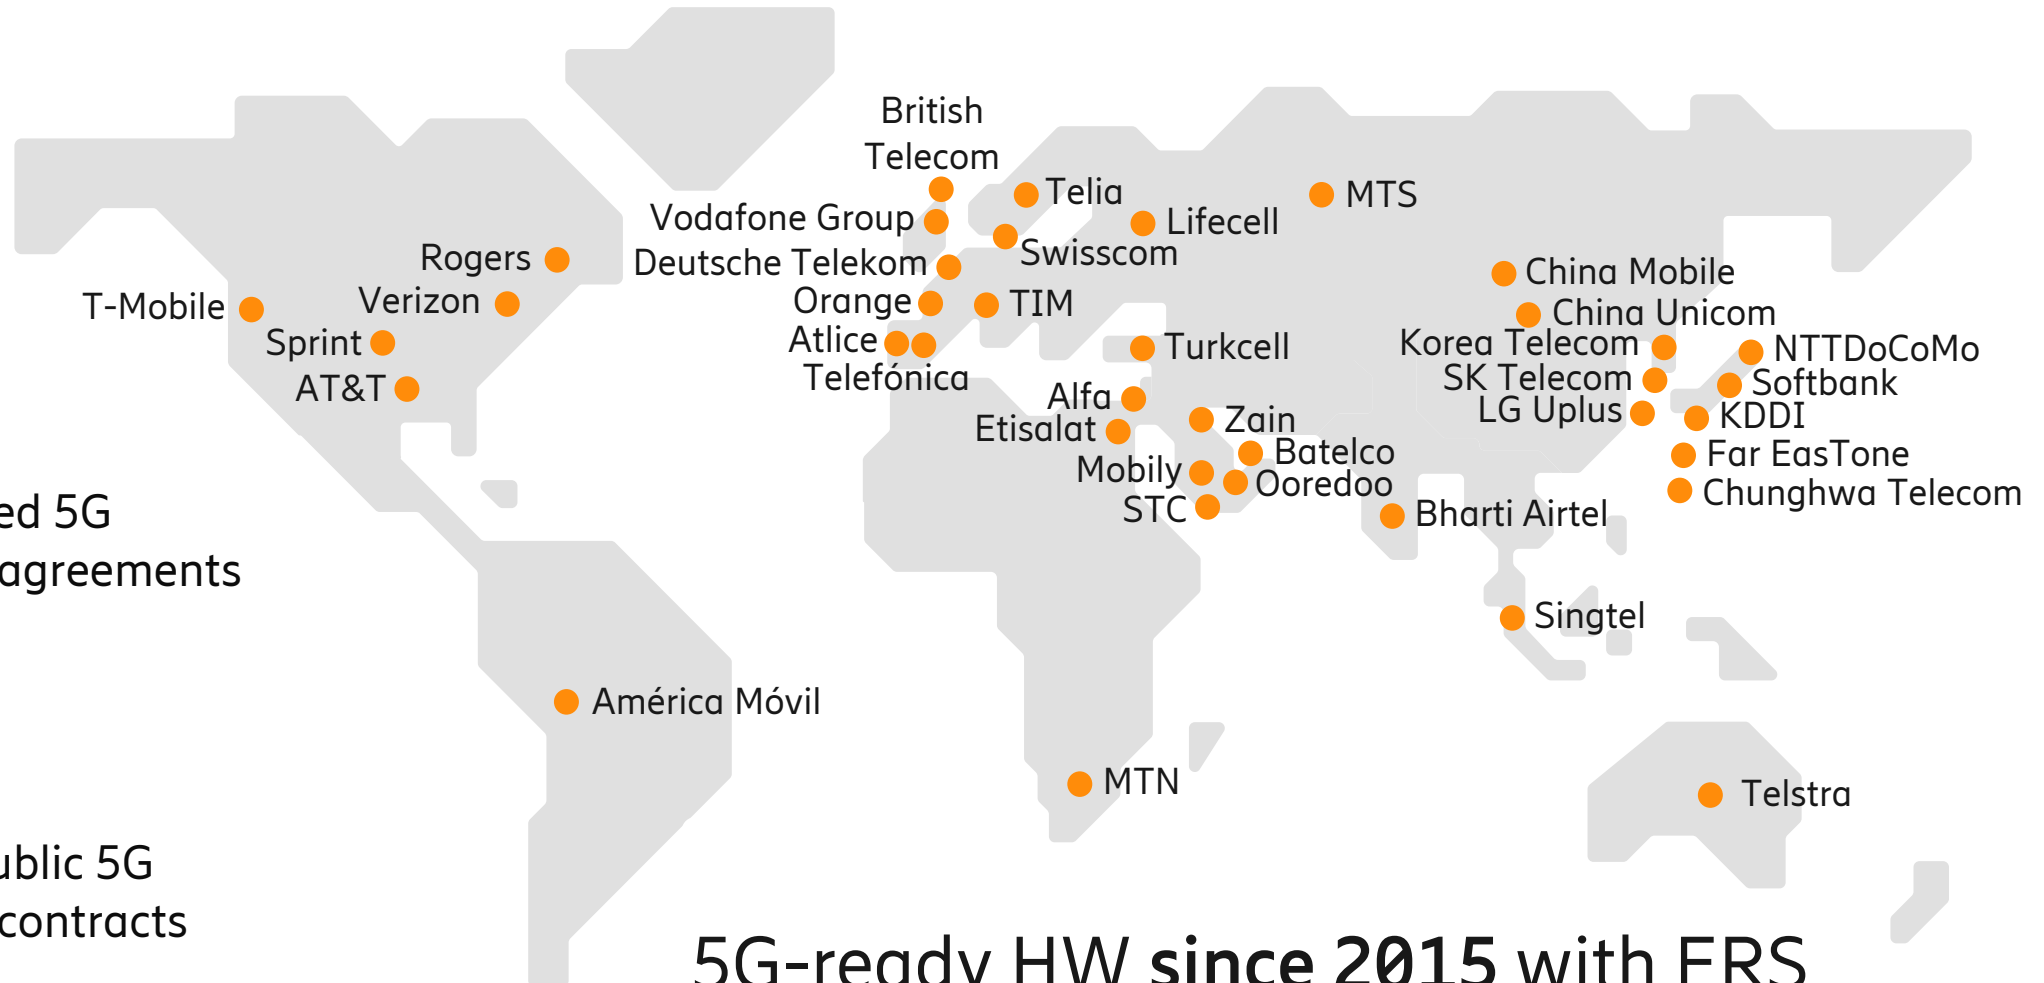 British
Telecom
Telia
MTS
Vodafone Group
Lifecell
Swisscom
Rogers
Deutsche Telekom
China Mobile
T-Mobile
Verizon
Orange
TIM
China Unicom
Sprint
Atlice
Turkcell
Korea Telecom
NTTDoCoMo
AT&T
Telefónica
SK Telecom
Softbank
Alfa
Zain
LG Uplus
KDDI
Etisalat
Batelco
Far EasTone
Mobily
Ooredoo
Chunghwa Telecom
STC
Bharti Airtel
ed 5G
agreements
Singtel
América Móvil
MTN
Telstra
ublic 5G
contracts
5G-ready HW since 2015 with ERS